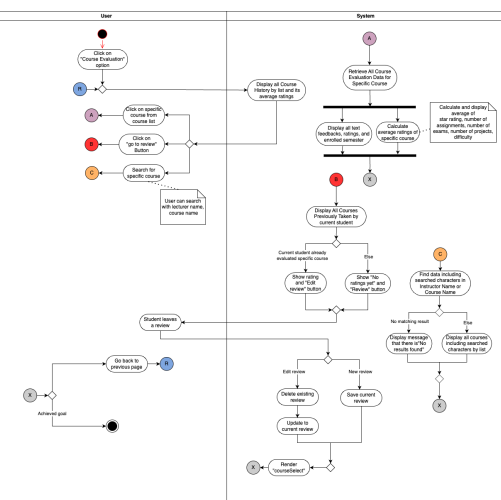 User
System
Click on
"Course Evaluation"
option
R
Display all Course
History by list and its
average ratings
A
Click on specific
course from
course list
B
Click on
"go to review"
Button
C
Search for
specific course
User can search
with lecturer name,
course name
A
Retrieve All Course
Evaluation Data for
Specific Course
Display all text
feedbacks, ratings, and
enrolled semester
Calculate
average ratings of
specific course
Calculate and display
average of
star rating, number of
assignments, number of
exams, number of projects,
difficulty
X
B
Display All Courses
Previously Taken by
current student
Current student already
evaluated specific course
Else
Show rating
and "Edit
review" button
Show "No
ratings yet" and
"Review" button
C
Find data including
searched characters in
Instructor Name or
Course Name
No matching result
Else
Display message
that there is"No
results found"
Display all courses
including searched
characters by list
X
Student leaves
a review
Edit review
New review
Delete existing
review
Save current
review
Update to
current review
Render
"courseSelect"
X
Go back to
previous page
R
X
Achieved goal